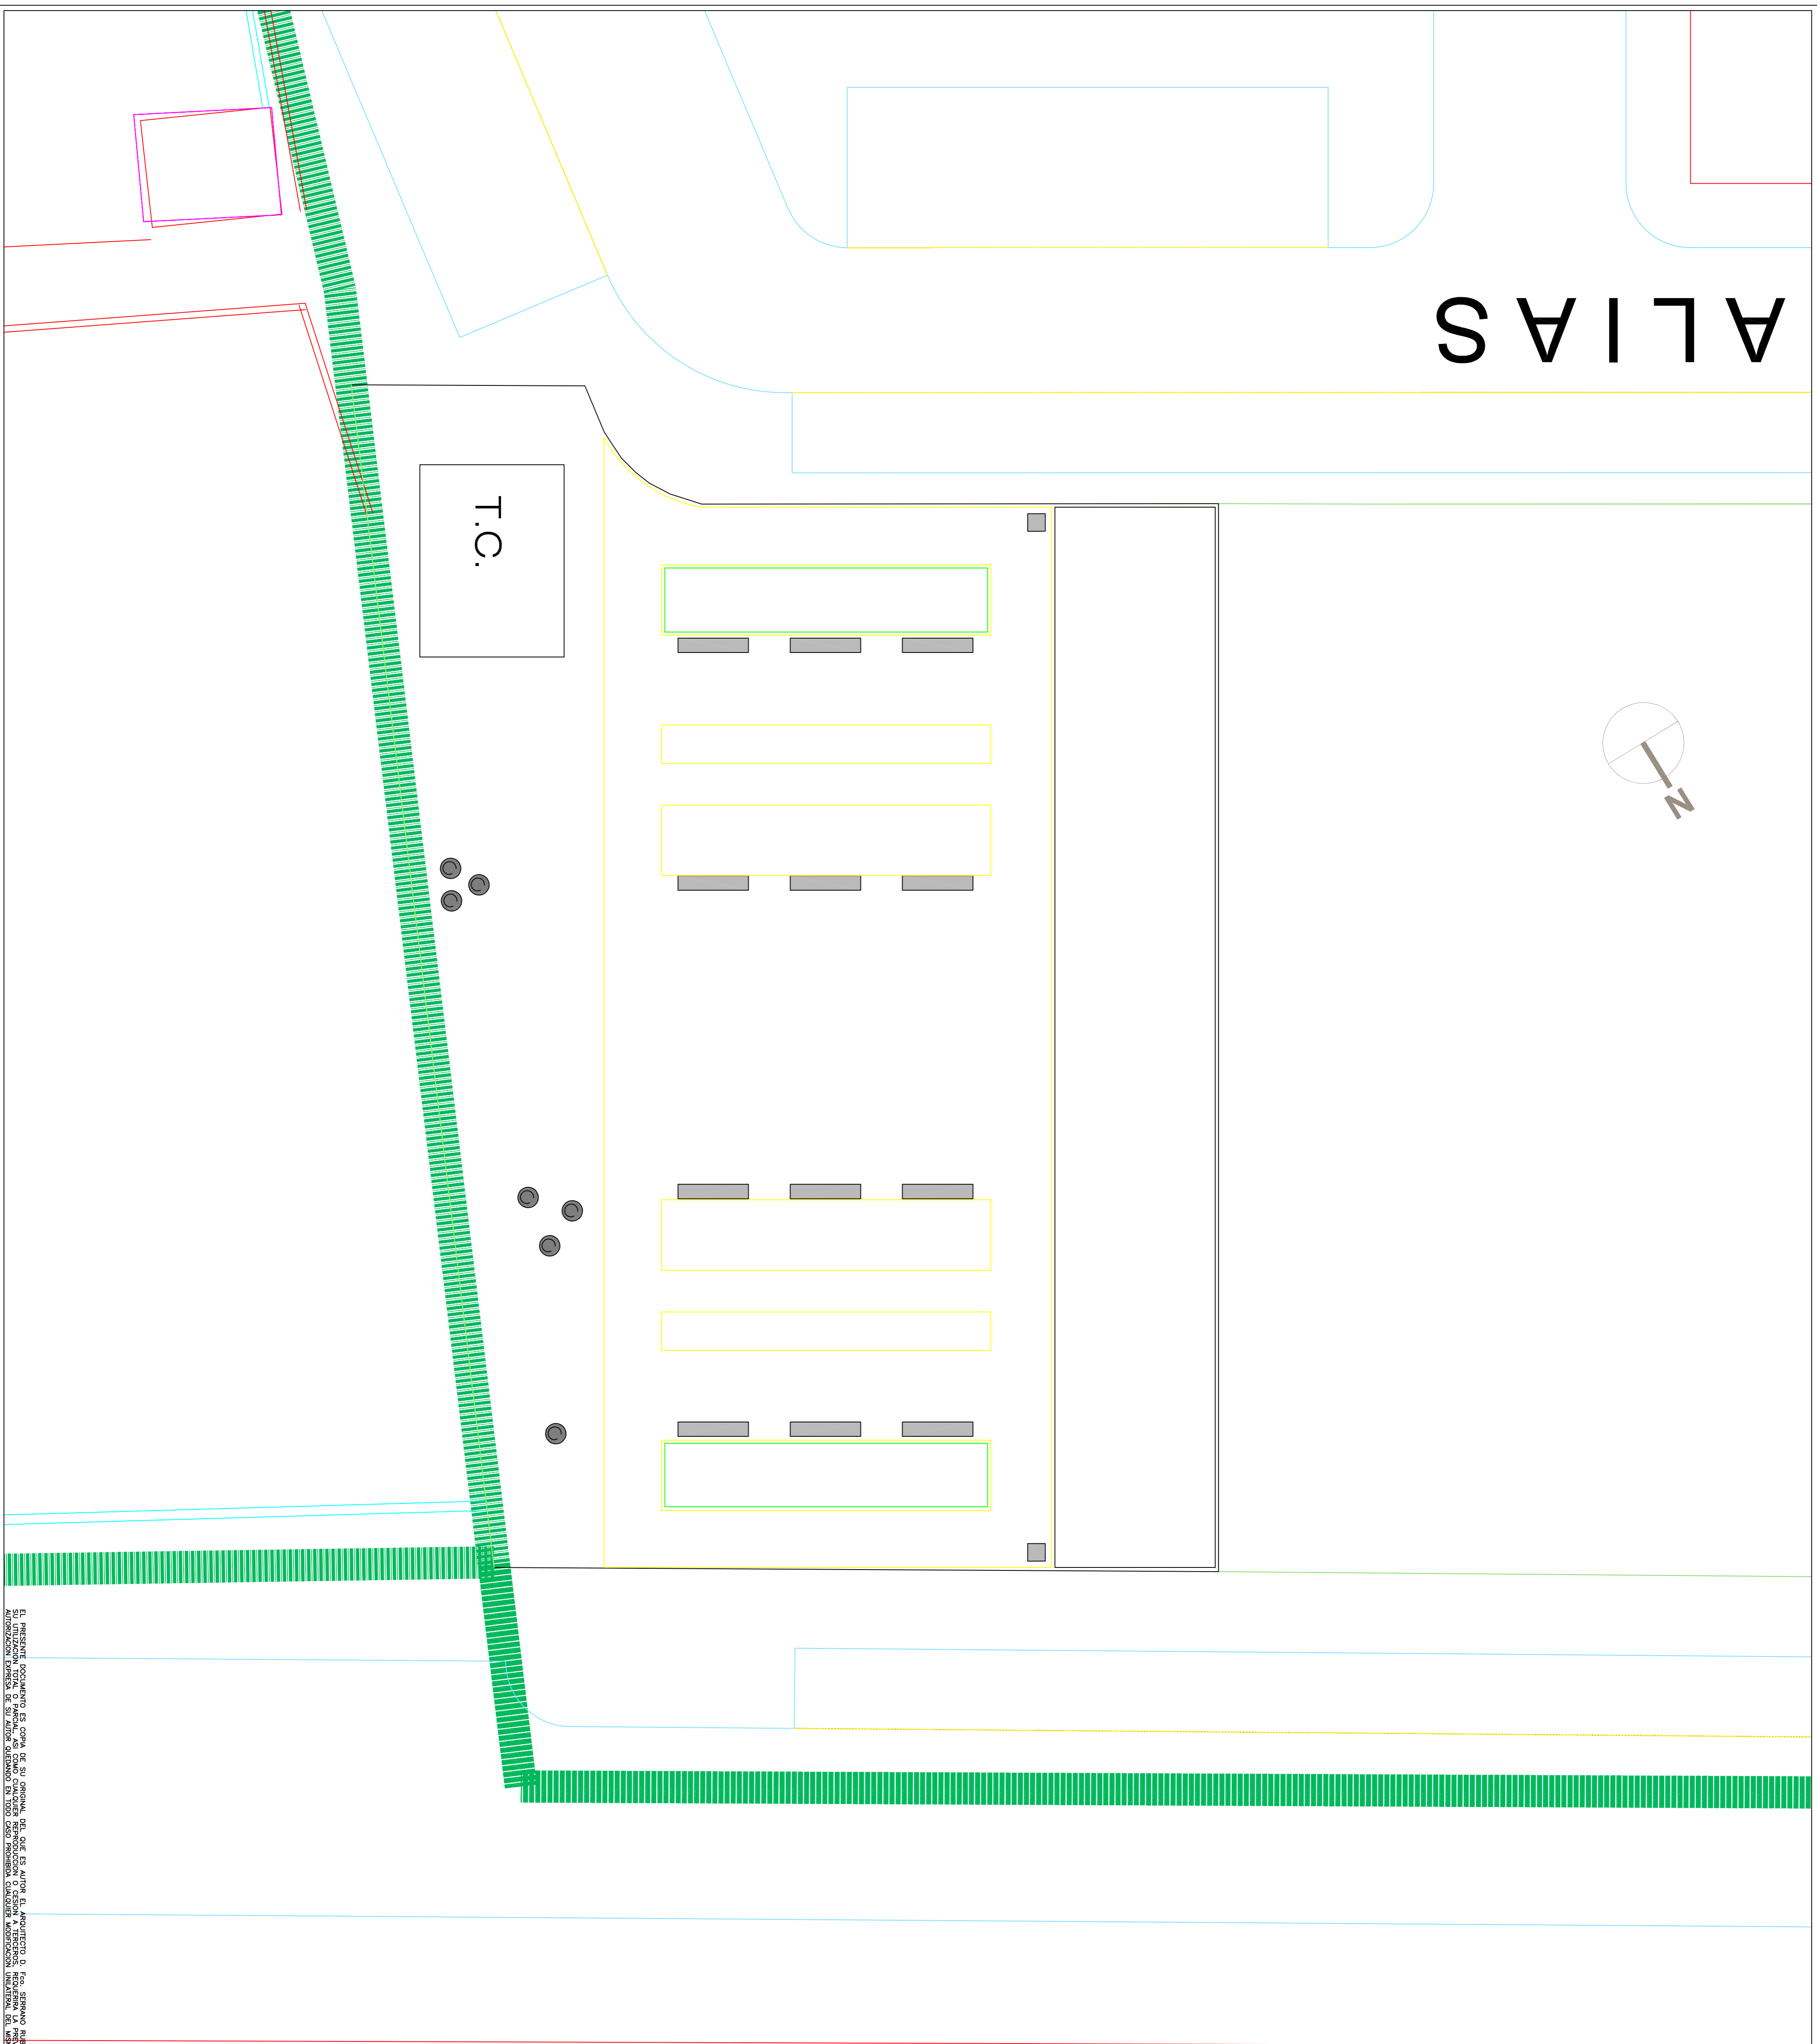 ALIAS
T.C.
N
EL PRESENTE DOCUMENTO ES COPIA DE SU ORIGINAL DEL QUE ES AUTOR EL ARQUITECTO D. Fco. SERRANO
SU UTILIZACION TOTAL O PARCIAL, ASI COMO CUALQUIER REPRODUCCION O CESION A TERCEROS, REQUERIRA LA
AUTORIZACION EXPRESA DE SU AUTOR QUEDANDO EN TODO CASO PROHIBIDA CUALQUIER MODIFICACION UNILATERAL DEL